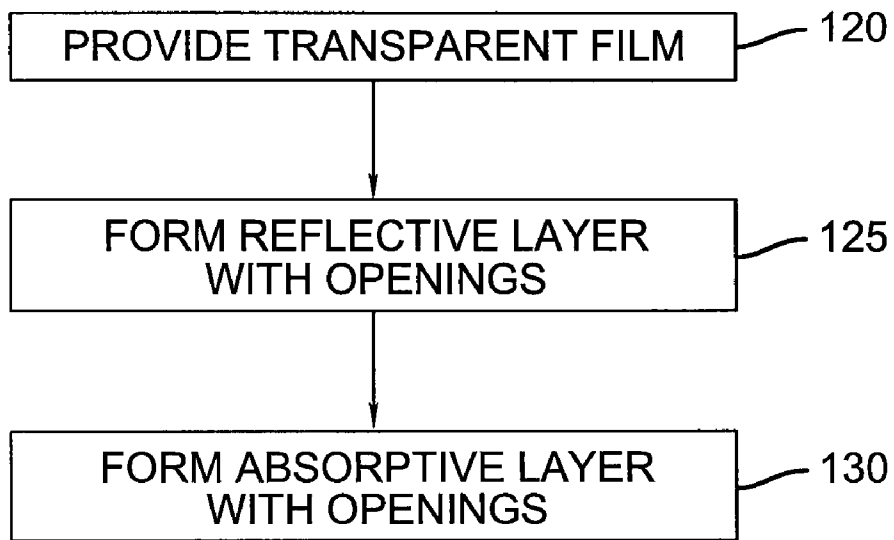 PROVIDE TRANSPARENT FILM
120
FORM REFLECTIVE LAYER
WITH OPENINGS
125
FORM ABSORPTIVE LAYER
WITH OPENINGS
130